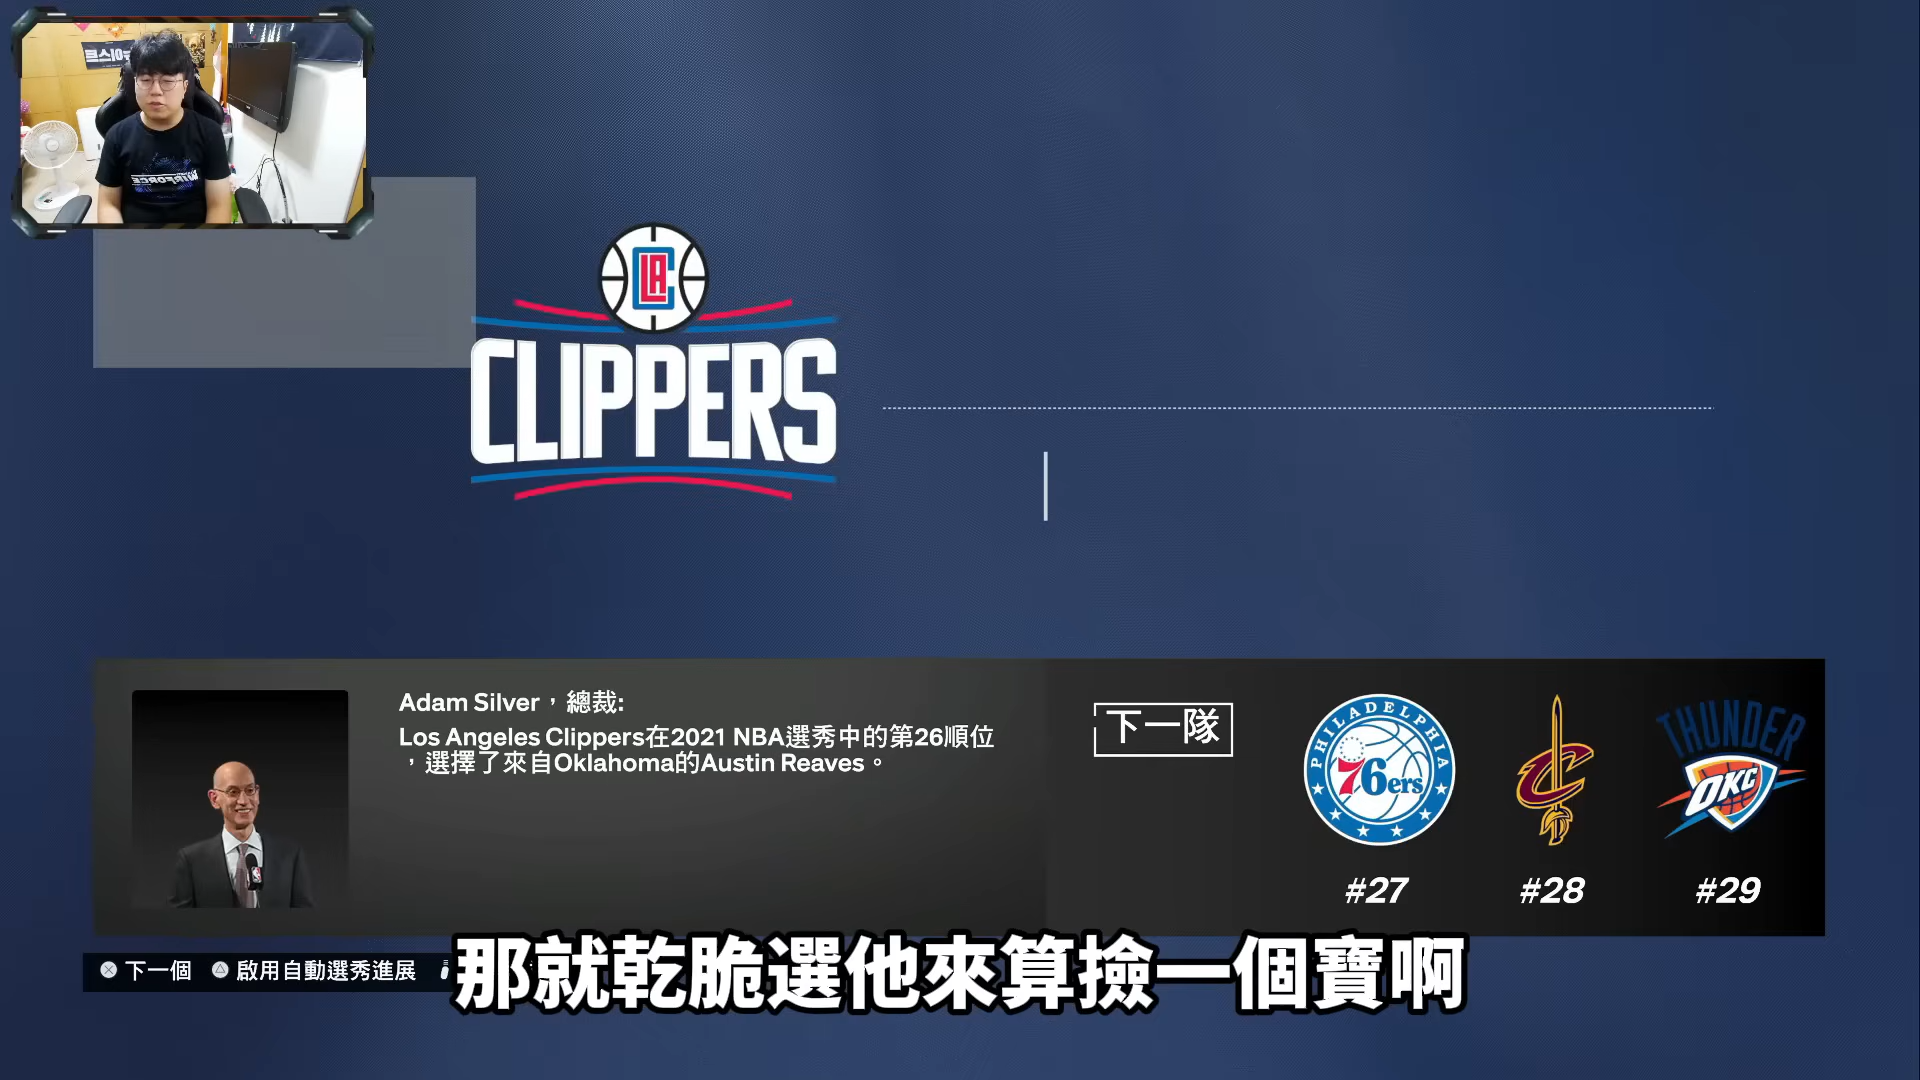 LA
CLIPPERS
Adam Silver，總裁:
Los Angeles Clippers在2021 NBA選秀中的第26順位
，選擇了來自Oklahoma的Austin Reaves。
下一隊
PHILADELPHIA
76ers
THUNDER
OKC
#27
#28
#29
下一個
啟用自動選秀進展
那就乾脆選他來算撿一個寶啊